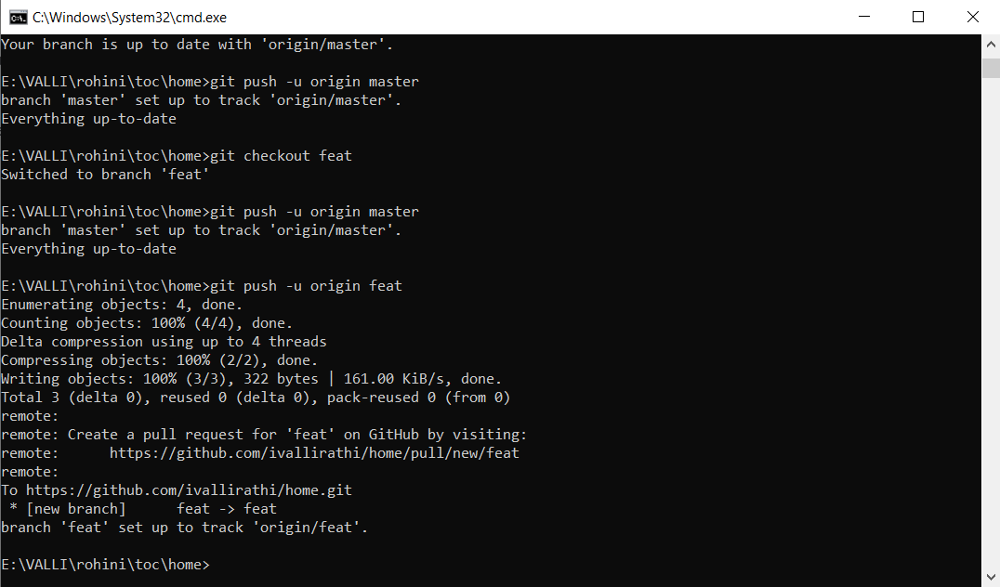 C:\Windows\System32\cmd.exe
Your branch is up to date with 'origin/master'.
E:\VALLI\rohini\toc\home>git push -u origin master
branch 'master' set up to track 'origin/master'.
Everything up-to-date
E:\VALLI\rohini\toc\home>git checkout feat
Switched to branch 'feat'
E:\VALLI\rohini\toc\home>git push -u origin master
branch 'master' set up to track 'origin/master'.
Everything up-to-date
E:\VALLI\rohini\toc\home>git push -u origin feat
Enumerating objects: 4, done.
Counting objects: 100% (4/4), done.
Delta compression using up to 4 threads
Compressing objects: 100% (2/2), done.
Writing objects: 100% (3/3), 322 bytes | 161.00 KiB/s, done.
Total 3 (delta 0), reused 0 (delta 0), pack-reused 0 (from 0)
remote:
remote: Create a pull request for 'feat' on GitHub by visiting:
remote:      https://github.com/ivallirathi/home/pull/new/feat
remote:
To https://github.com/ivallirathi/home.git
 * [new branch]      feat -> feat
branch 'feat' set up to track 'origin/feat'.
E:\VALLI\rohini\toc\home>